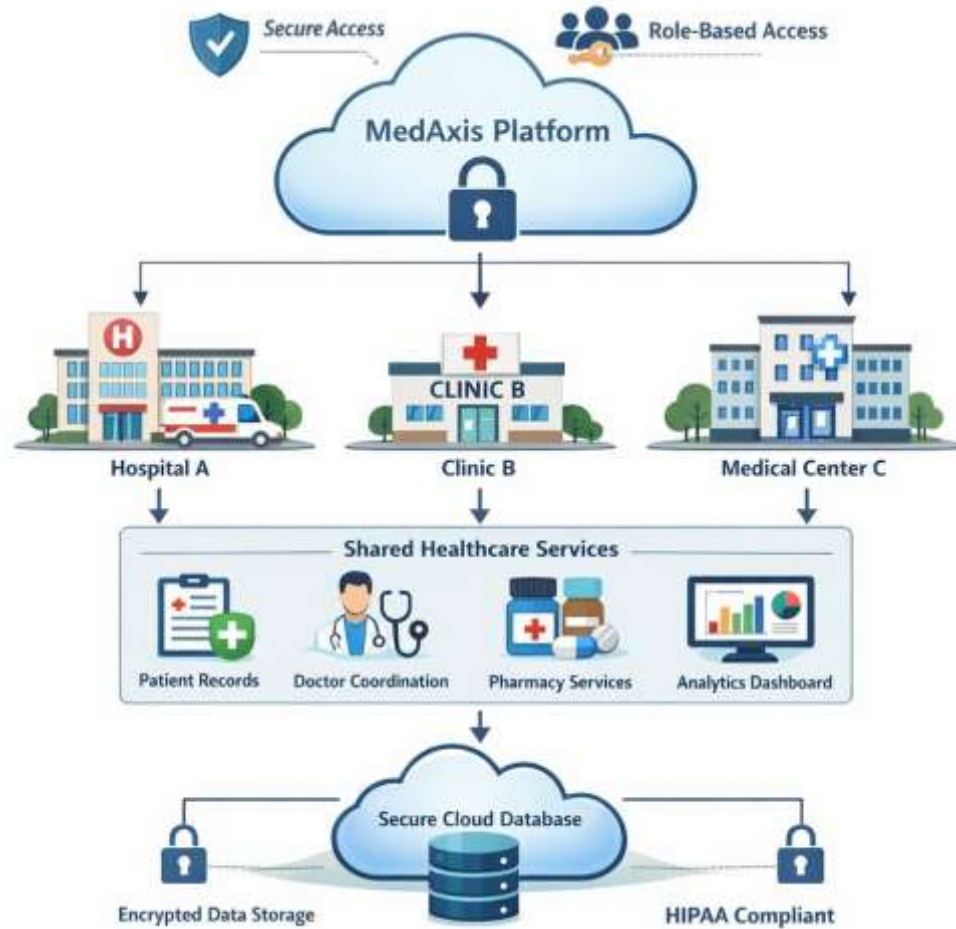 Secure Access
Role-Based Access
MedAxis Platform
H
CLINIC B
Hospital A
Clinic B
Medical Center C
Shared Healthcare Services
Patient Records
Doctor Coordination
Pharmacy Services
Analytics Dashboard
Secure Cloud Database
Encrypted Data Storage
HIPAA Compliant